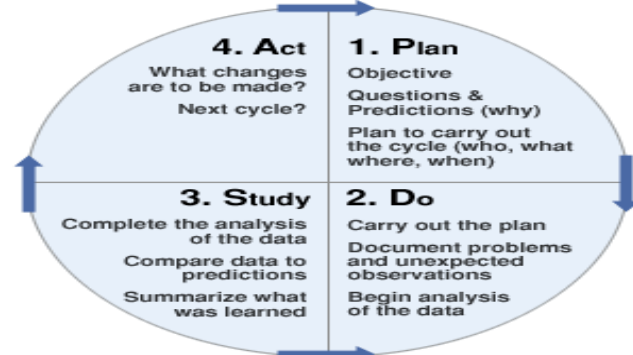 4. Act
What changes
are to be made?
Next cycle?
1. Plan
Objective
Questions &
Predictions (why)
Plan to carry out
the cycle (who, what
where, when)
3. Study
Complete the analysis
of the data
Compare data to
predictions
Summarize what
was learned
2. Do
Carry out the plan
Document problems
and unexpected
observations
Begin analysis
of the data